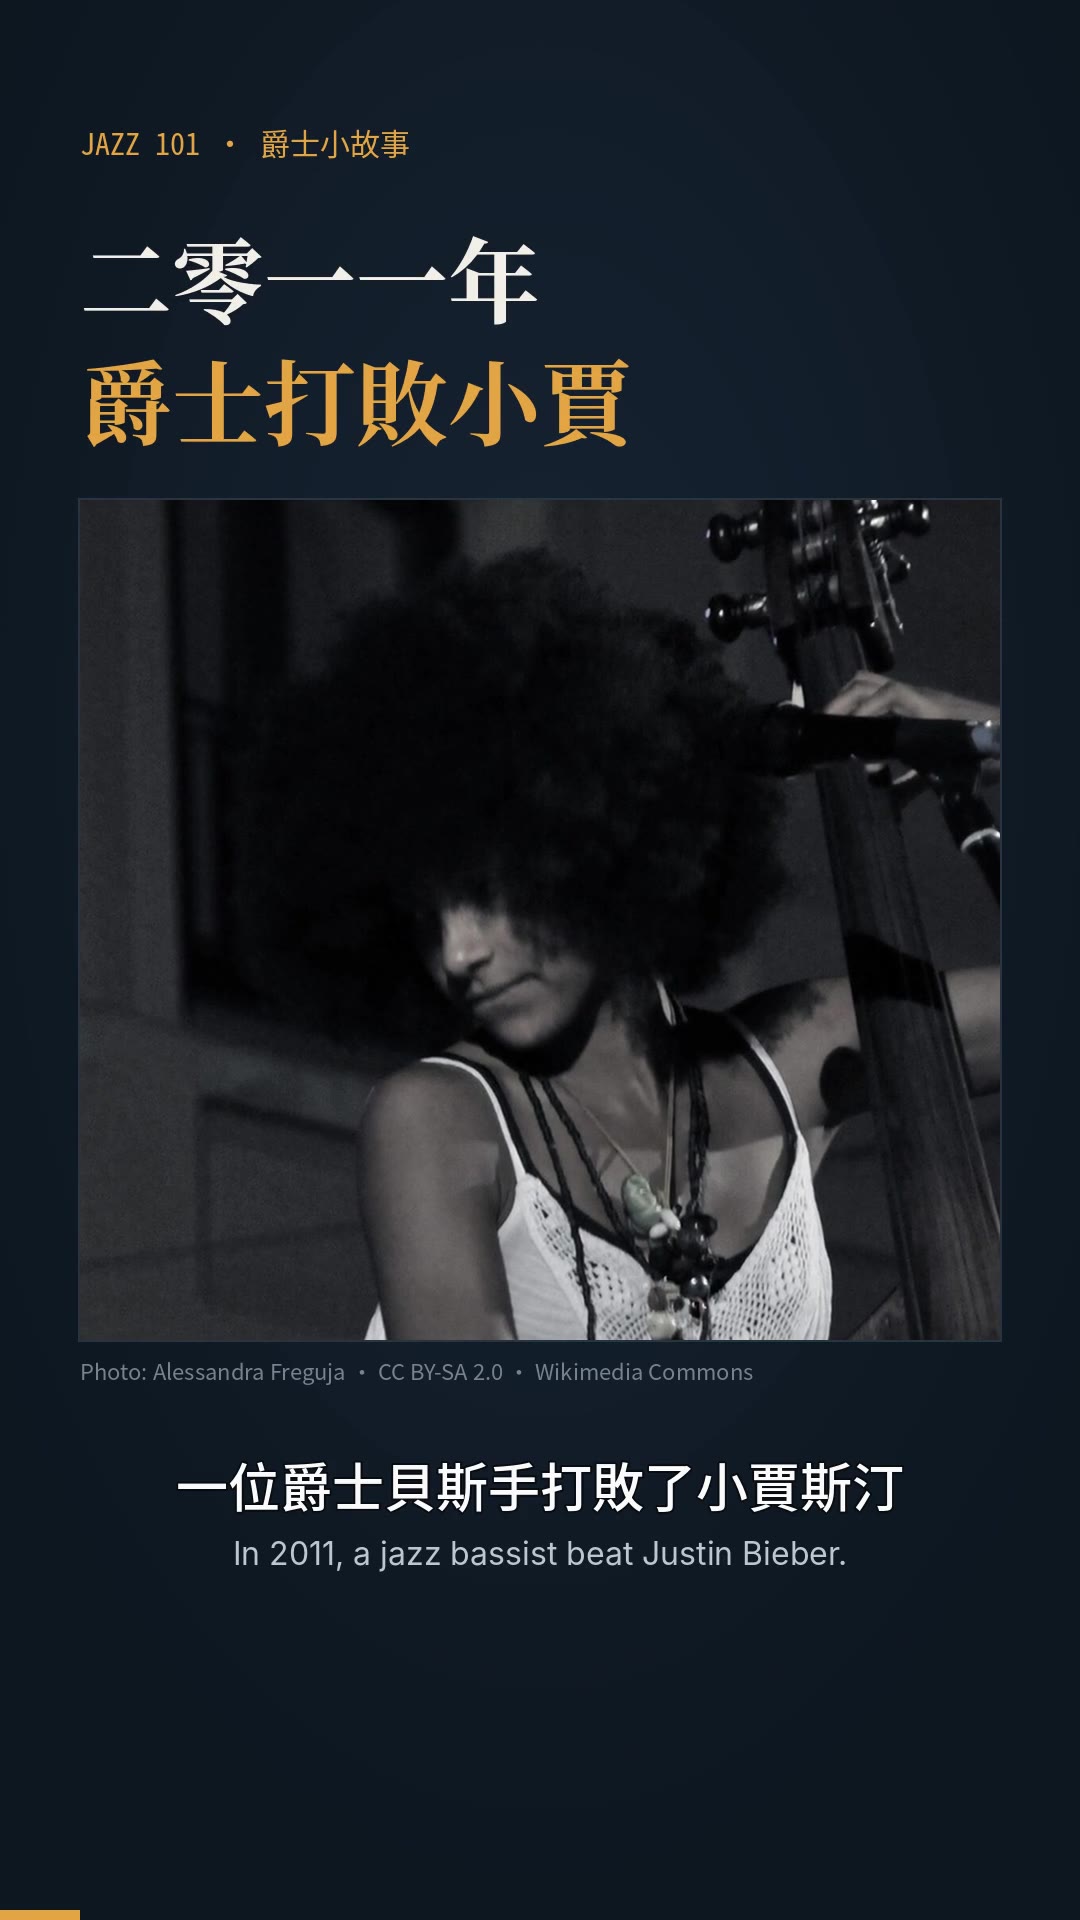 JAZZ 101 · 爵士小故事
二零一一年
爵士打敗小賈
Photo: Alessandra Freguja · CC BY-SA 2.0 · Wikimedia Commons
一位爵士貝斯手打敗了小賈斯汀
In 2011, a jazz bassist beat Justin Bieber.